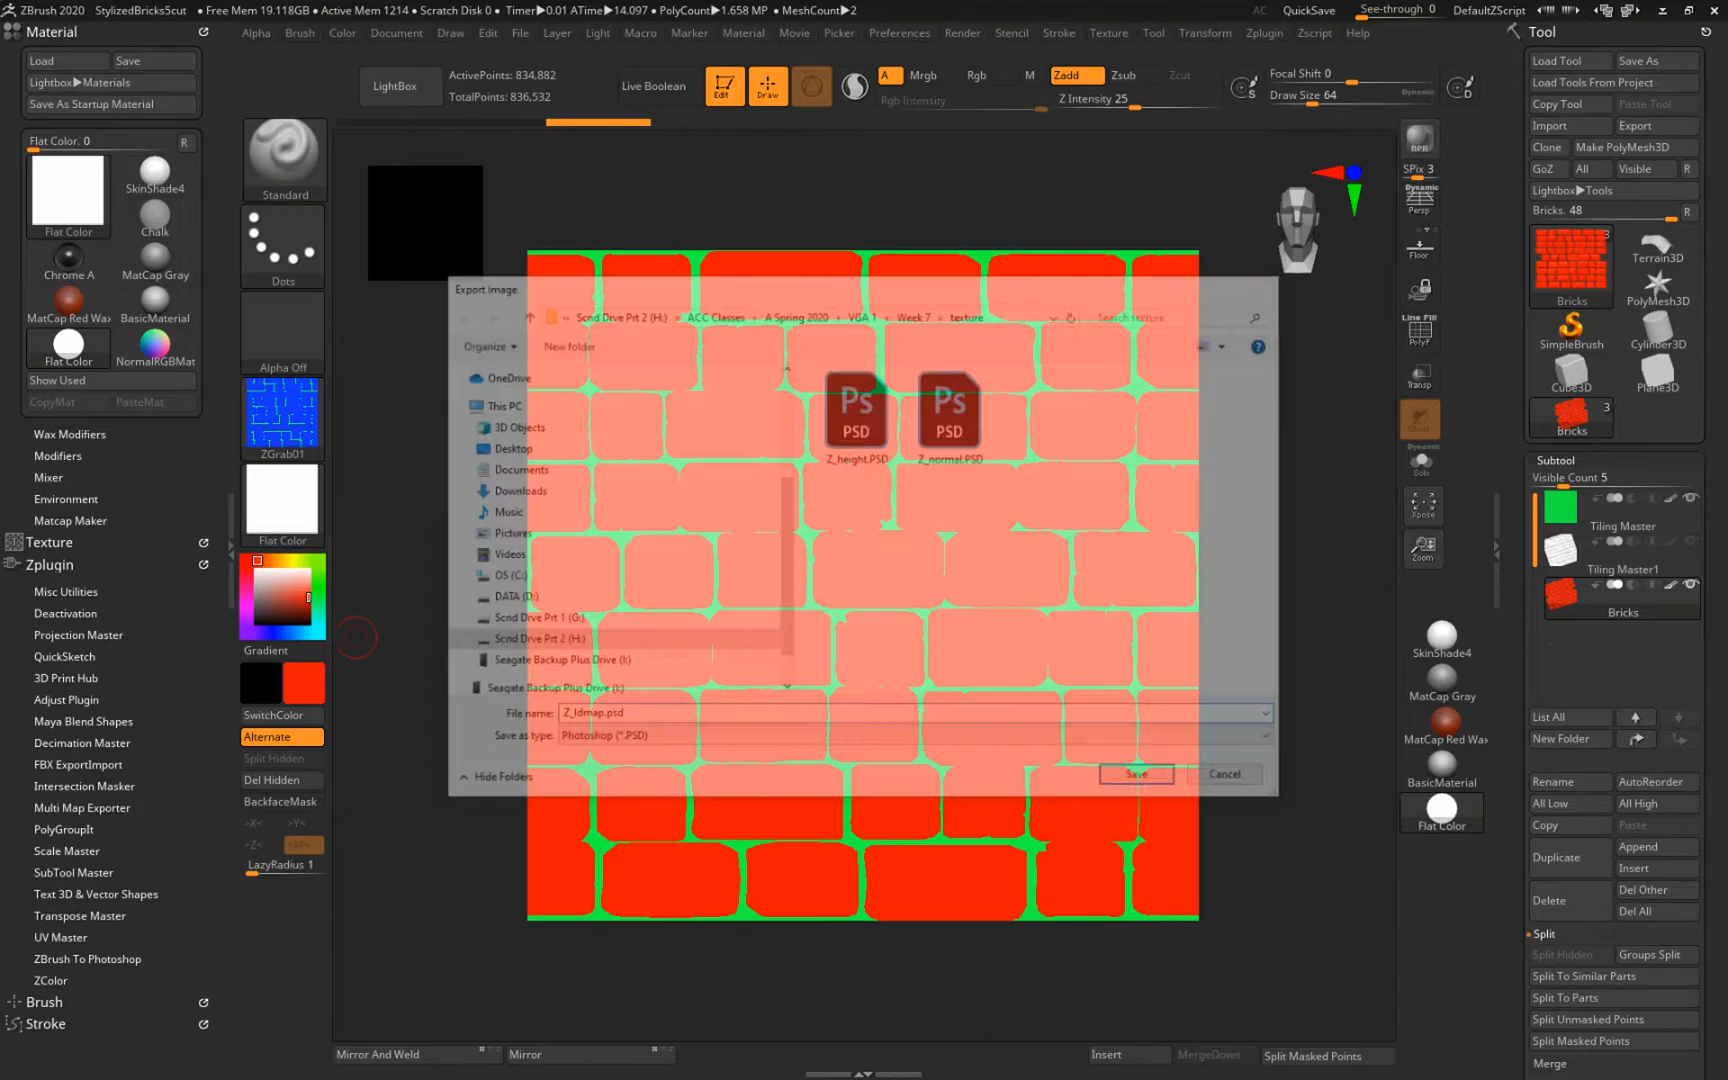 ZBrush 2020 StylizedBricks5cut • Free Mem 19.118GB • Active Mem 1214 • Scratch Disk 0 • Timer▶0.01 ATime▶14.097 • PolyCount▶1.658 MP • MeshCount▶2
AC QuickSave See-through 0 DefaultZScript
Material
Alpha Brush Color Document Draw Edit File Layer Light Macro Marker Material Movie Picker Preferences Render Stencil Stroke Texture Tool Transform Zplugin Zscript Help
Tool
Load Save
Lightbox▶Materials
Save As Startup Material
LightBox
ActivePoints: 834,882
TotalPoints: 836,532
Live Boolean
Edit
Draw
A Mrgb Rgb M
Rgb Intensity
Zadd Zsub Zcut
Z Intensity 25
S
Focal Shift 0
Draw Size 64
Dynamic
D
Load Tool Save As
Load Tools From Project
Copy Tool Paste Tool
Import Export
Clone Make PolyMesh3D
GoZ All Visible R
Lightbox▶Tools
Bricks. 48 R
3
Bricks
Terrain3D
PolyMesh3D
SimpleBrush
Cylinder3D
Cube3D
Plane3D
3
Bricks
Flat Color. 0 R
Flat Color
SkinShade4
Chalk
Chrome A
MatCap Gray
MatCap Red Wax
BasicMaterial
Flat Color
NormalRGBMat
Show Used
CopyMat PasteMat
Wax Modifiers
Modifiers
Mixer
Environment
Matcap Maker
Texture
Zplugin
Misc Utilities
Deactivation
Projection Master
QuickSketch
3D Print Hub
Adjust Plugin
Maya Blend Shapes
Decimation Master
FBX ExportImport
Intersection Masker
Multi Map Exporter
PolyGroupIt
Scale Master
SubTool Master
Text 3D & Vector Shapes
Transpose Master
UV Master
ZBrush To Photoshop
ZColor
Brush
Stroke
Standard
Dots
Alpha Off
ZGrab01
Flat Color
Gradient
SwitchColor
Alternate
Split Hidden
Del Hidden
BackfaceMask
>X< >Y<
>Z< >M<
LazyRadius 1
Export Image
« Scnd Drve Prt 2 (H:) ACC Classes A Spring 2020 VGA 1 Week 7 texture
Search texture
Organize New folder
OneDrive
This PC
3D Objects
Desktop
Documents
Downloads
Music
Pictures
Videos
OS (C:)
DATA (D:)
Scnd Drve Prt 1 (G:)
Scnd Drve Prt 2 (H:)
Seagate Backup Plus Drive (I:)
Seagate Backup Plus Drive (I:)
Ps
PSD
Z_height.PSD
Ps
PSD
Z_normal.PSD
File name: Z_Idmap.psd
Save as type: Photoshop (*.PSD)
Hide Folders
Save Cancel
BPR
SPix 3
Dynamic
Persp
Floor
Line Fill
PolyF
Transp
Ghost
Dynamic
Solo
Xpose
Zoom
SkinShade4
MatCap Gray
MatCap Red Wax
BasicMaterial
Flat Color
Subtool
Visible Count 5
Tiling Master
Tiling Master1
Bricks
List All
New Folder
Rename AutoReorder
All Low All High
Copy Paste
Duplicate
Append
Insert
Delete
Del Other
Del All
Split
Split Hidden Groups Split
Split To Similar Parts
Split To Parts
Split Unmasked Points
Split Masked Points
Merge
Mirror And Weld Mirror Insert MergeDown Split Masked Points